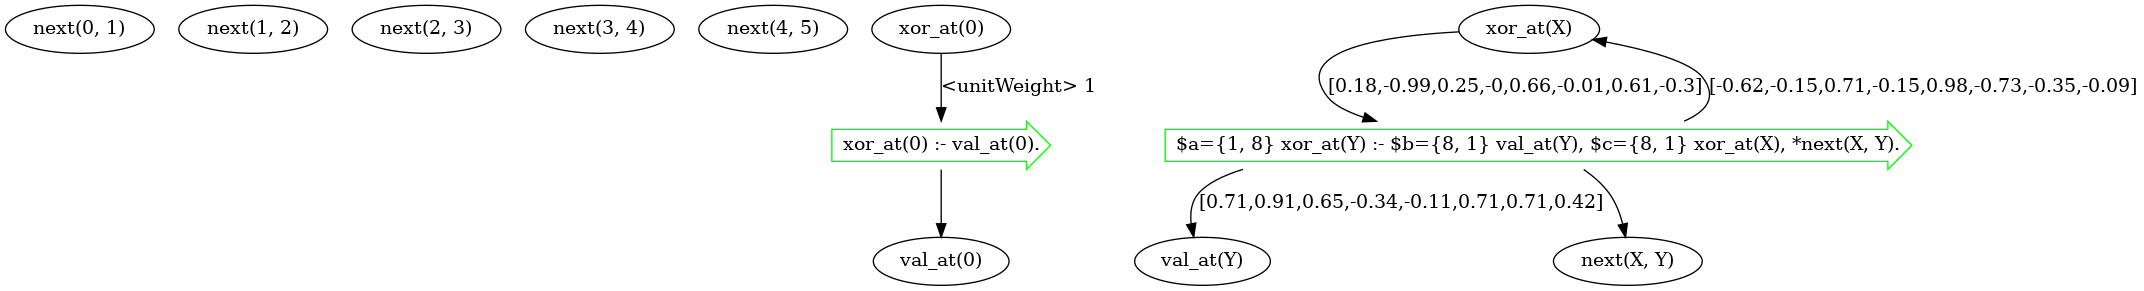 next(0, 1) next(1, 2) next(2, 3) next(3, 4) next(4, 5) xor_at(0) xor_at(X)
<unitWeight> 1 [0.18,-0.99,0.25,-0,0.66,-0.01,0.61,-0.3] [-0.62,-0.15,0.71,-0.15,0.98,-0.73,-0.35,-0.09]
xor_at(0) :- val_at(0). $a={1, 8} xor_at(Y) :- $b={8, 1} val_at(Y), $c={8, 1} xor_at(X), *next(X, Y).
[0.71,0.91,0.65,-0.34,-0.11,0.71,0.71,0.42]
val_at(0) val_at(Y) next(X, Y)